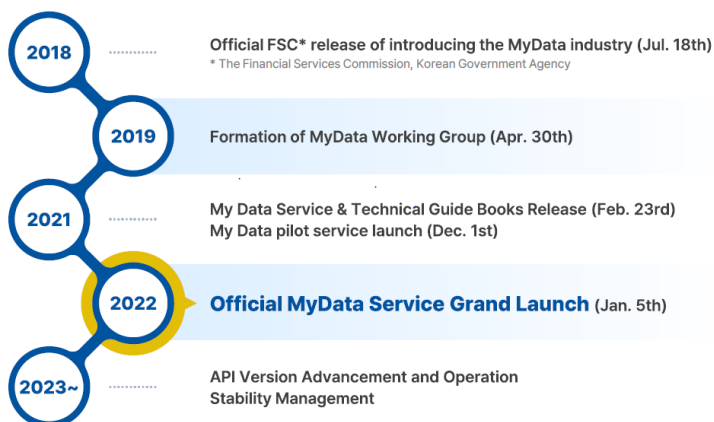 2018
Official FSC* release of introducing the MyData industry (Jul. 18th)
* The Financial Services Commission, Korean Government Agency
2019
Formation of MyData Working Group (Apr. 30th)
2021
My Data Service & Technical Guide Books Release (Feb. 23rd)
My Data pilot service launch (Dec. 1st)
2022
Official MyData Service Grand Launch (Jan. 5th)
2023~
API Version Advancement and Operation
Stability Management